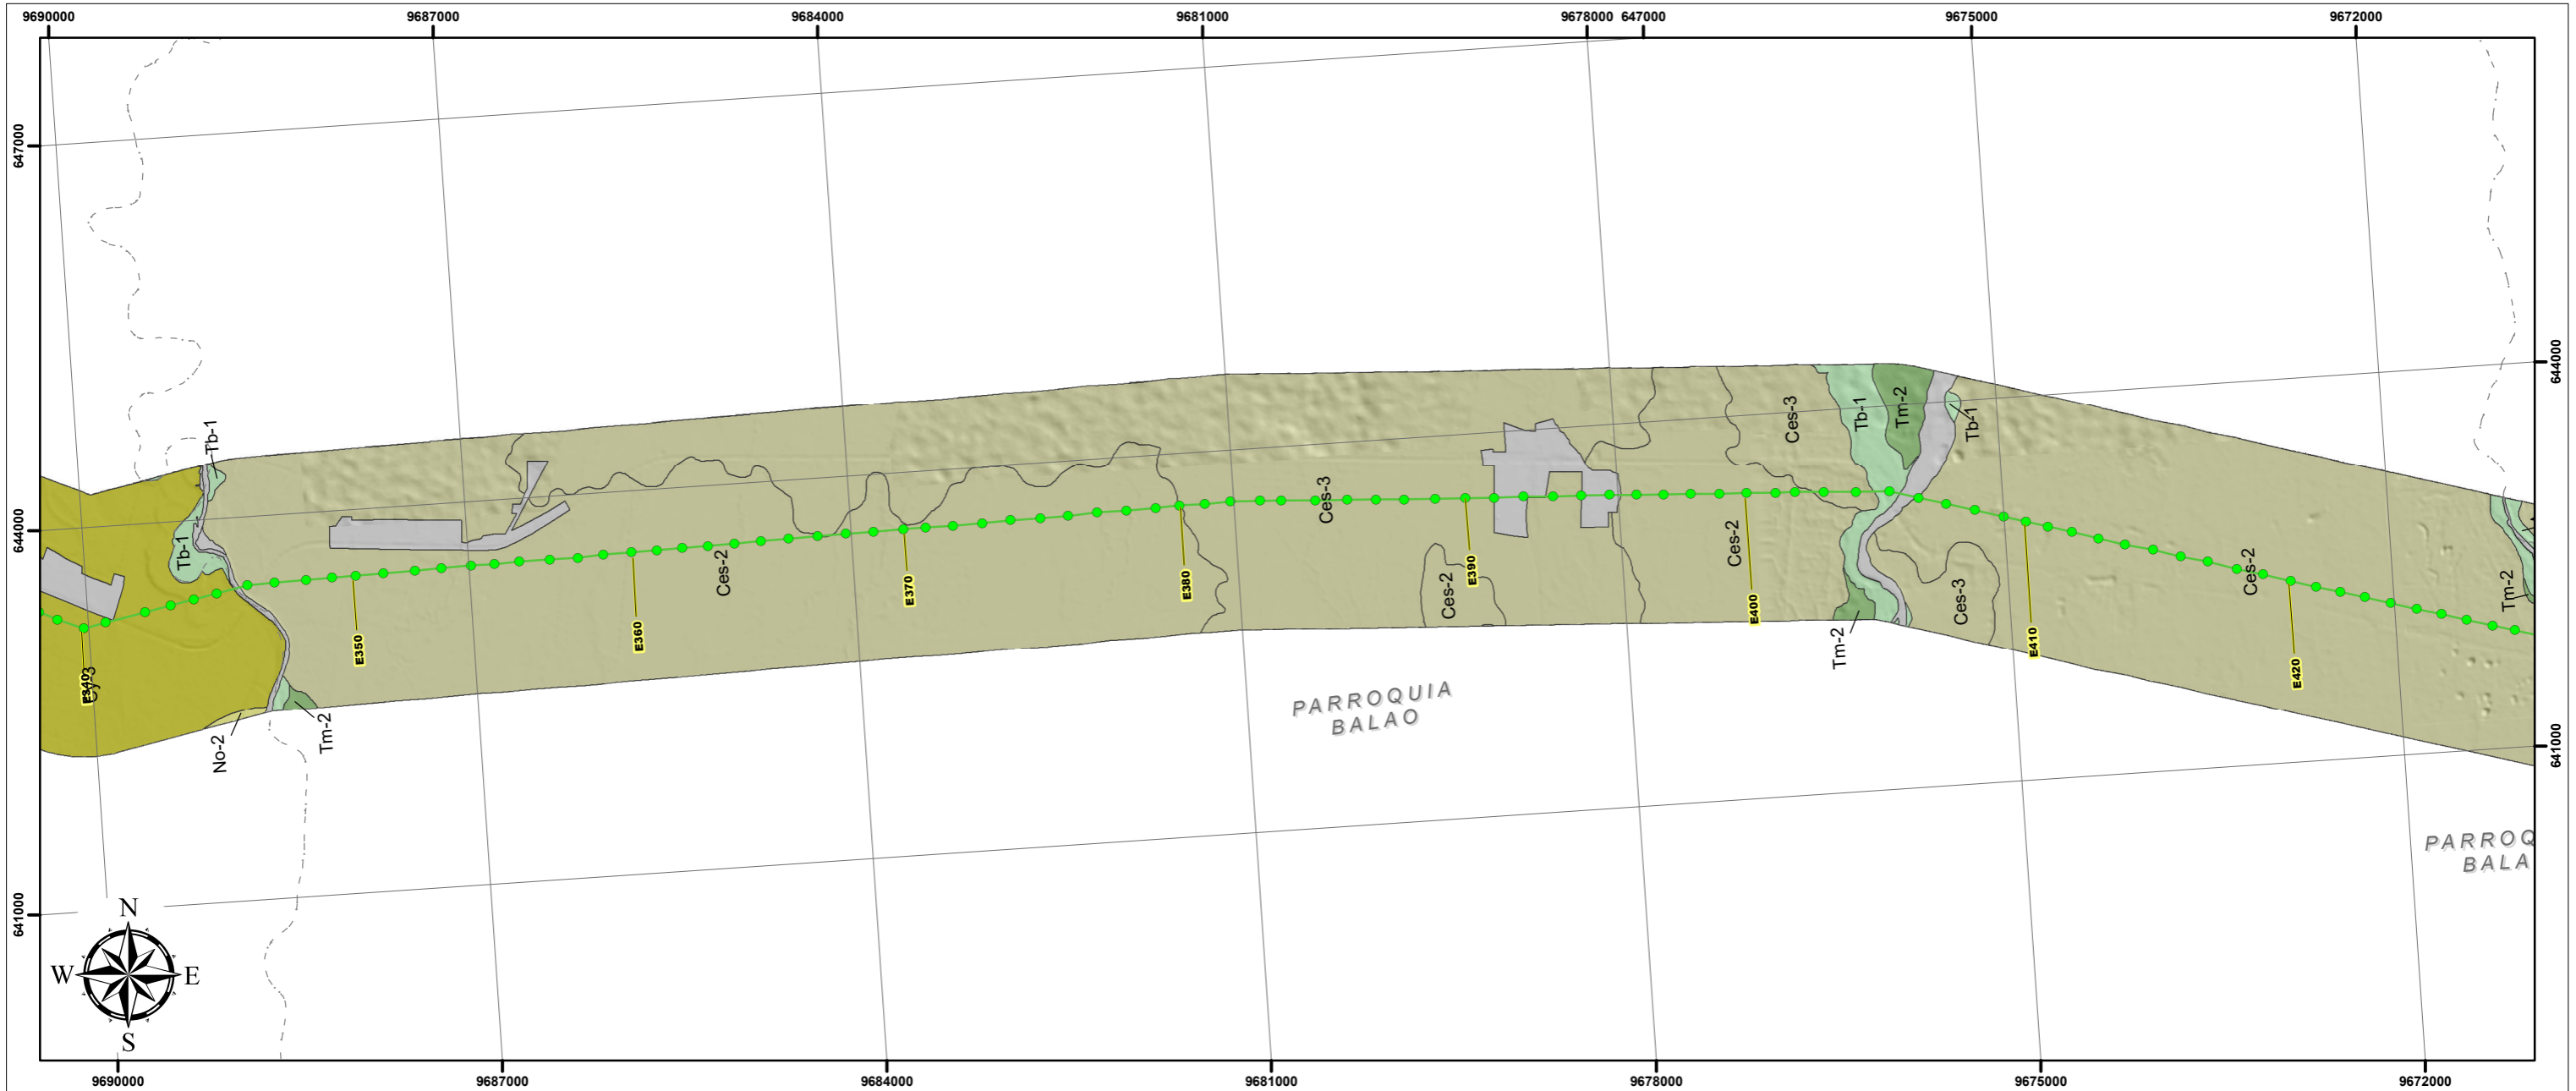 9690000
9687000
9684000
9681000
9678000 647000
9675000
9672000
647000
644000
641000
644000
641000
Tb-1
Tb-1
Cy-3
E340
No-2
Tm-2
E350
E360
Ces-2
E370
E380
Ces-3
Ces-2
E390
Ces-2
E400
Ces-3
Tb-1
Tm-2
Tb-1
Tm-2
Ces-3
E410
Ces-2
E420
Tm-2
PARROQUIA
BALAO
PARROQ
BALA
N
W E
S
9690000
9687000
9684000
9681000
9678000
9675000
9672000